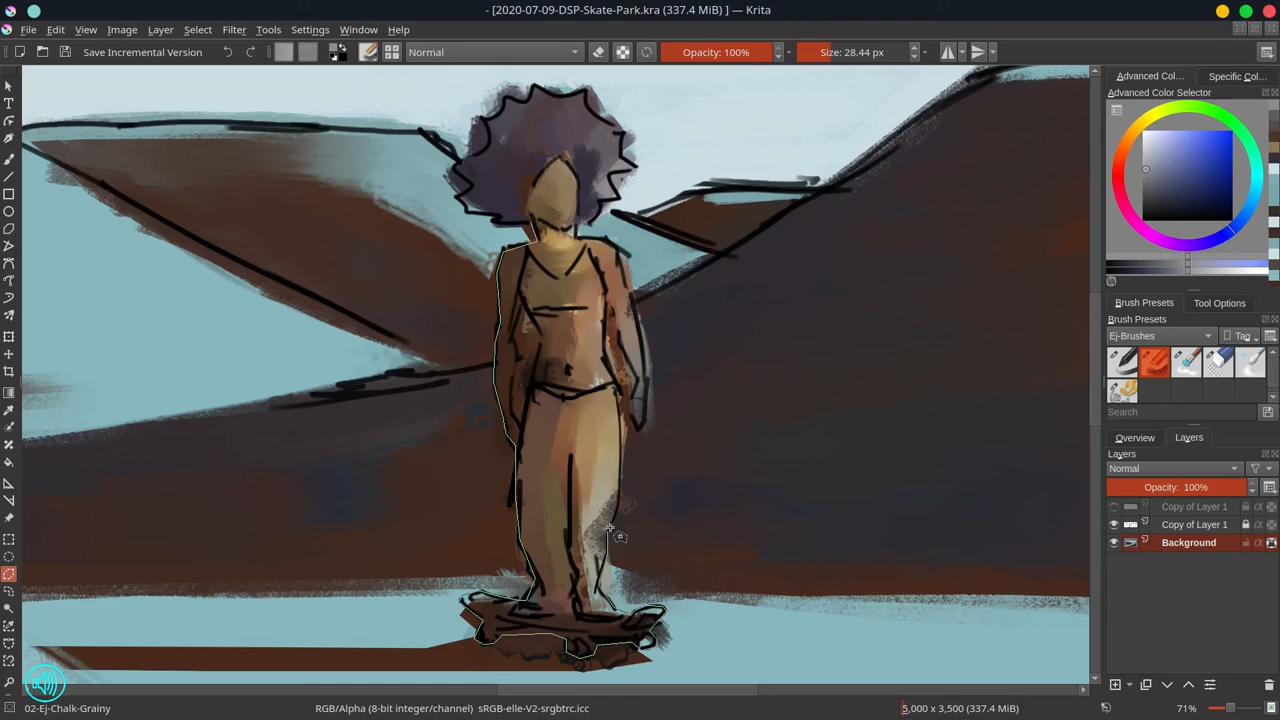 - [2020-07-09-DSP-Skate-Park.kra (337.4 MiB) ] — Krita
File Edit View Image Layer Select Filter Tools Settings Window Help
Save Incremental Version
Normal
Opacity: 100%
Size: 28.44 px
Advanced Col...
Specific Col...
Advanced Color Selector
Brush Presets
Tool Options
Brush Presets
Ej-Brushes
Tag
Search
Overview
Layers
Layers
Normal
Opacity: 100%
Copy of Layer 1
Copy of Layer 1
Background
02-Ej-Chalk-Grainy
RGB/Alpha (8-bit integer/channel) sRGB-elle-V2-srgbtrc.icc
5,000 x 3,500 (337.4 MiB)
71%